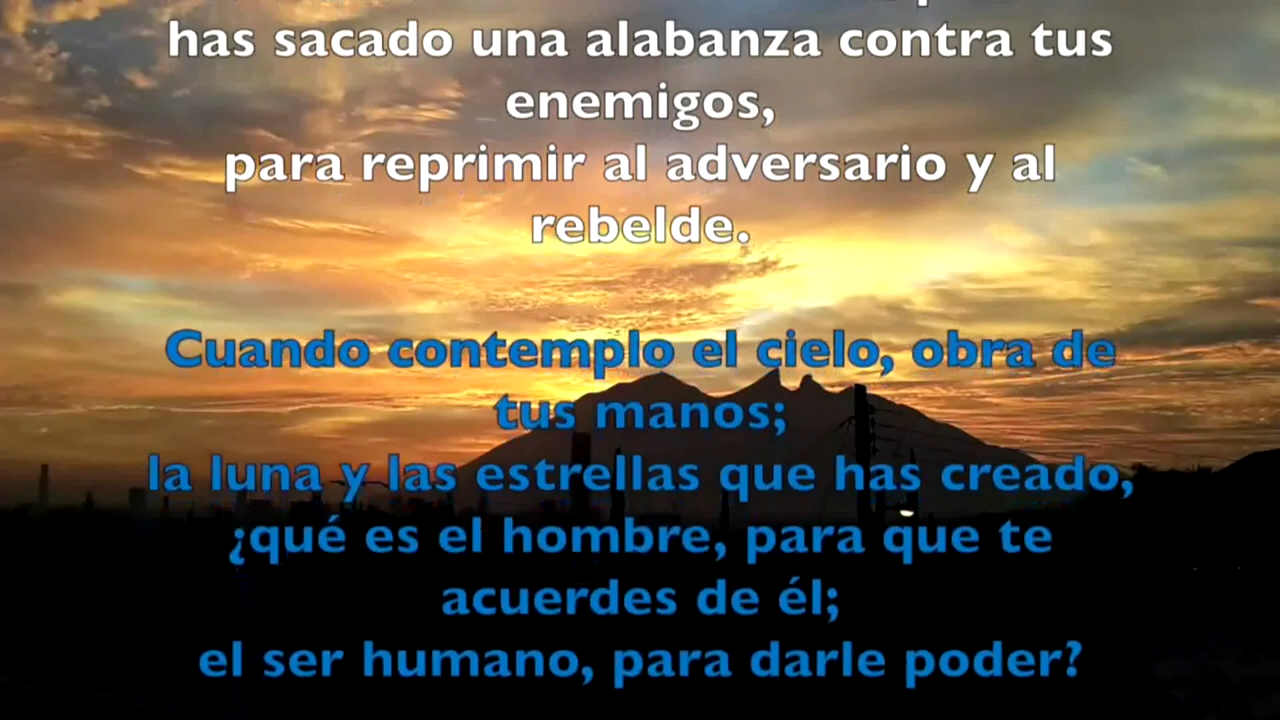 has sacado una alabanza contra tus
enemigos,
para reprimir al adversario y al
rebelde.
Cuando contemplo el cielo, obra de
tus manos;
la luna y las estrellas que has creado,
¿qué es el hombre, para que te
acuerdes de él;
el ser humano, para darle poder?